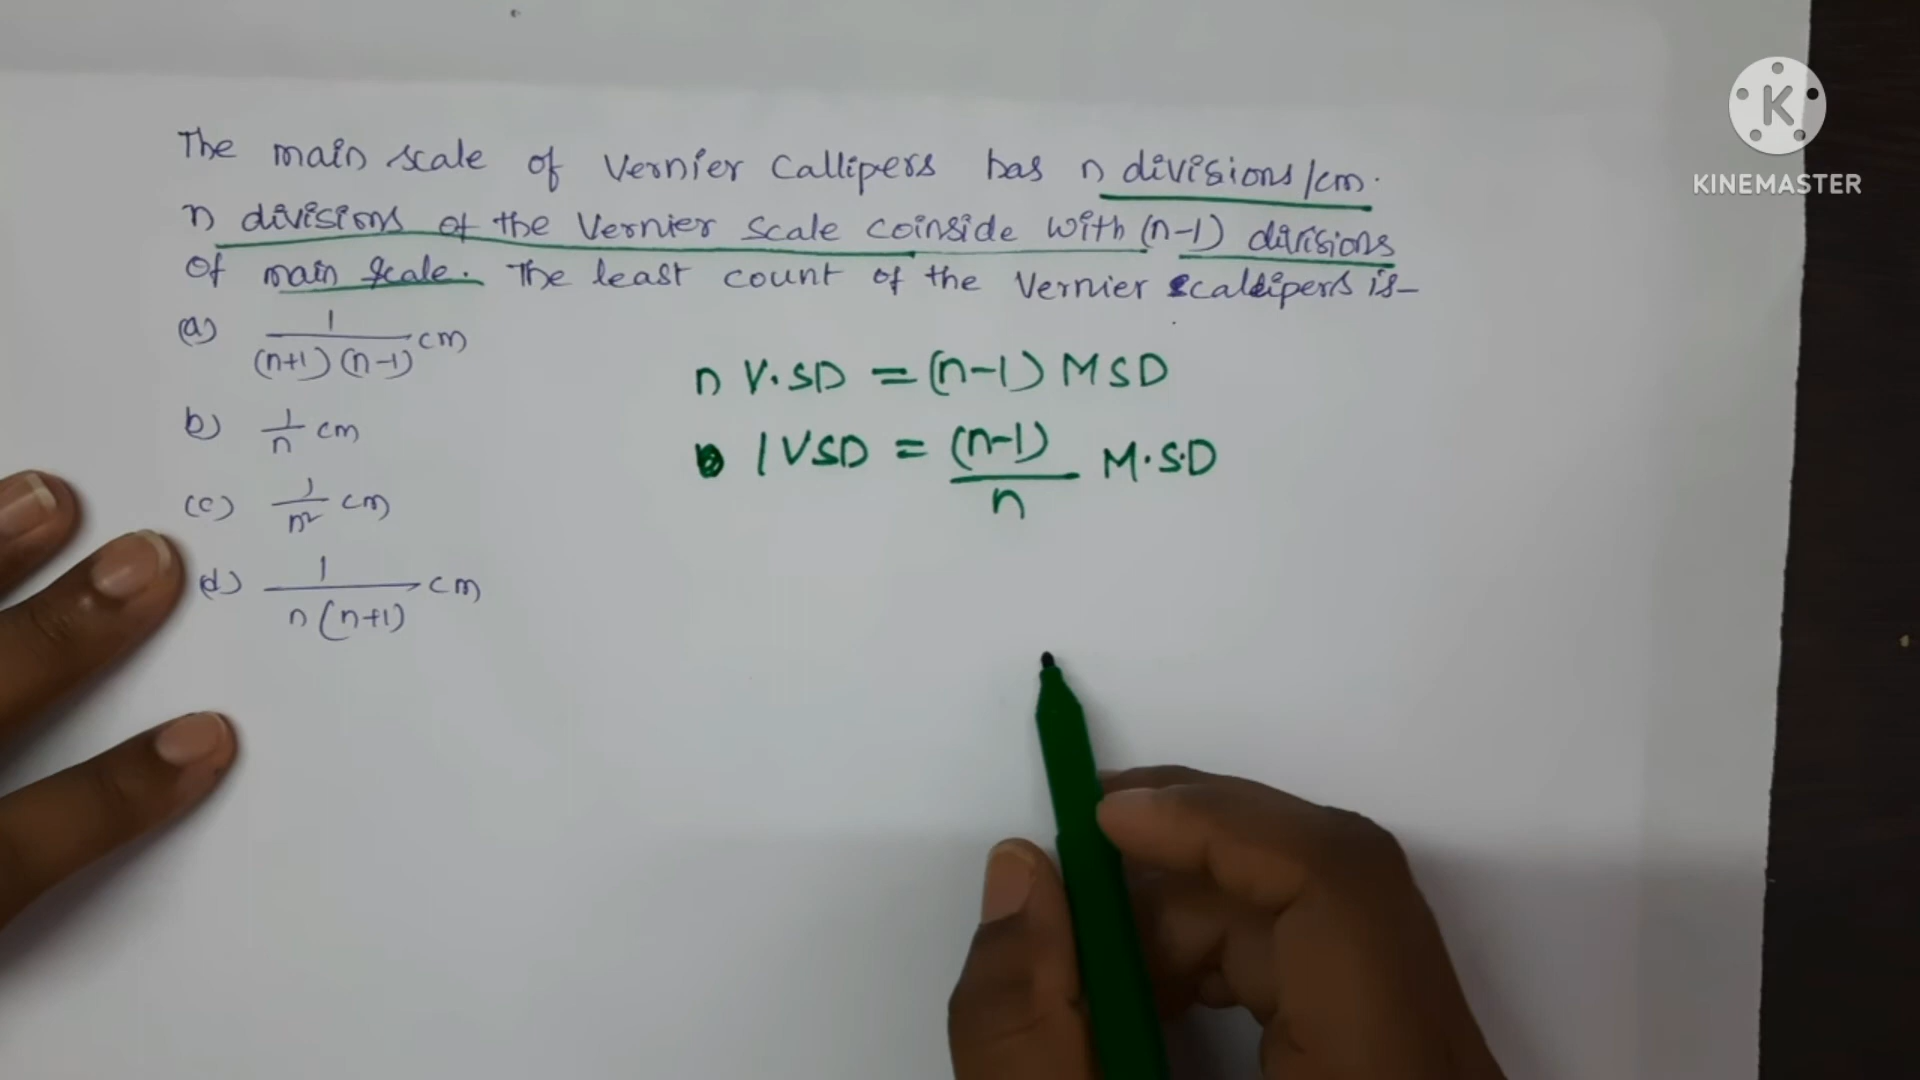 The main scale of Vernier Callipers has n divisions/cm.
n divisions of the Vernier scale coinside with (n-1) divisions
of main scale. The least count of the Vernier scallipers is-
(a) 1/(n+1)(n-1) cm
b) 1/n cm
(c) 1/n² cm
(d) 1/n(n+1) cm
n V.SD = (n-1) MSD
1 VSD = (n-1)/n M.S.D
K
KINEMASTER